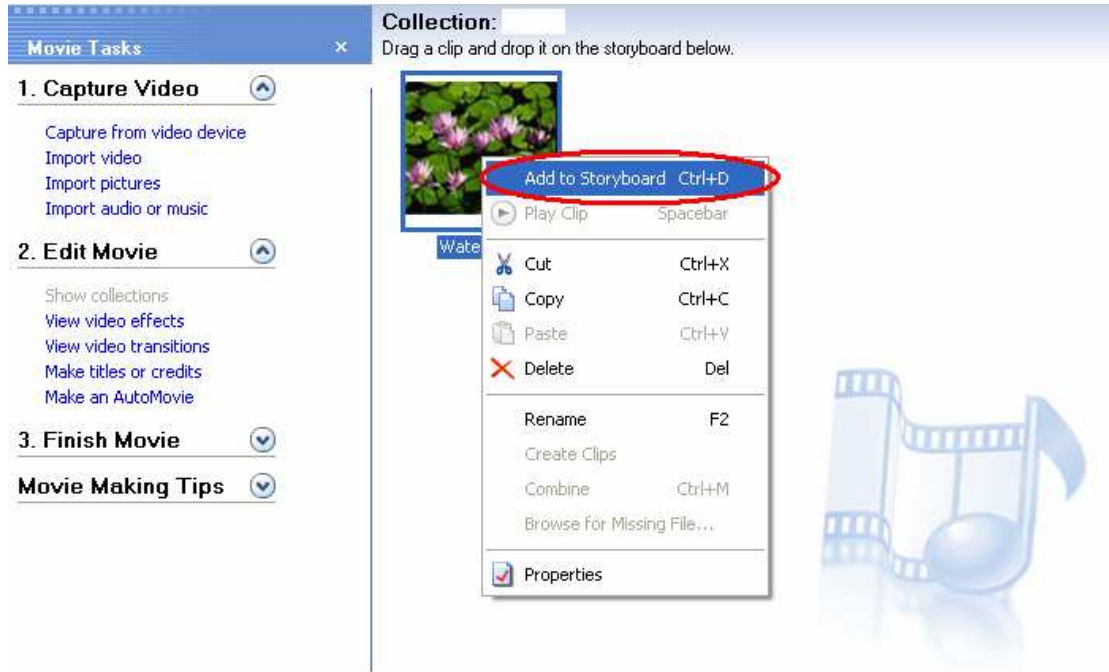 Movie Tasks
1. Capture Video
Capture from video device
Import video
Import pictures
Import audio or music
2. Edit Movie
Show collections
View video effects
View video transitions
Make titles or credits
Make an AutoMovie
3. Finish Movie
Movie Making Tips
Collection:
Drag a clip and drop it on the storyboard below.
Wate
Add to Storyboard Ctrl+D
Play Clip Spacebar
Cut Ctrl+X
Copy Ctrl+C
Paste Ctrl+V
Delete Del
Rename F2
Create Clips
Combine Ctrl+M
Browse for Missing File...
Properties